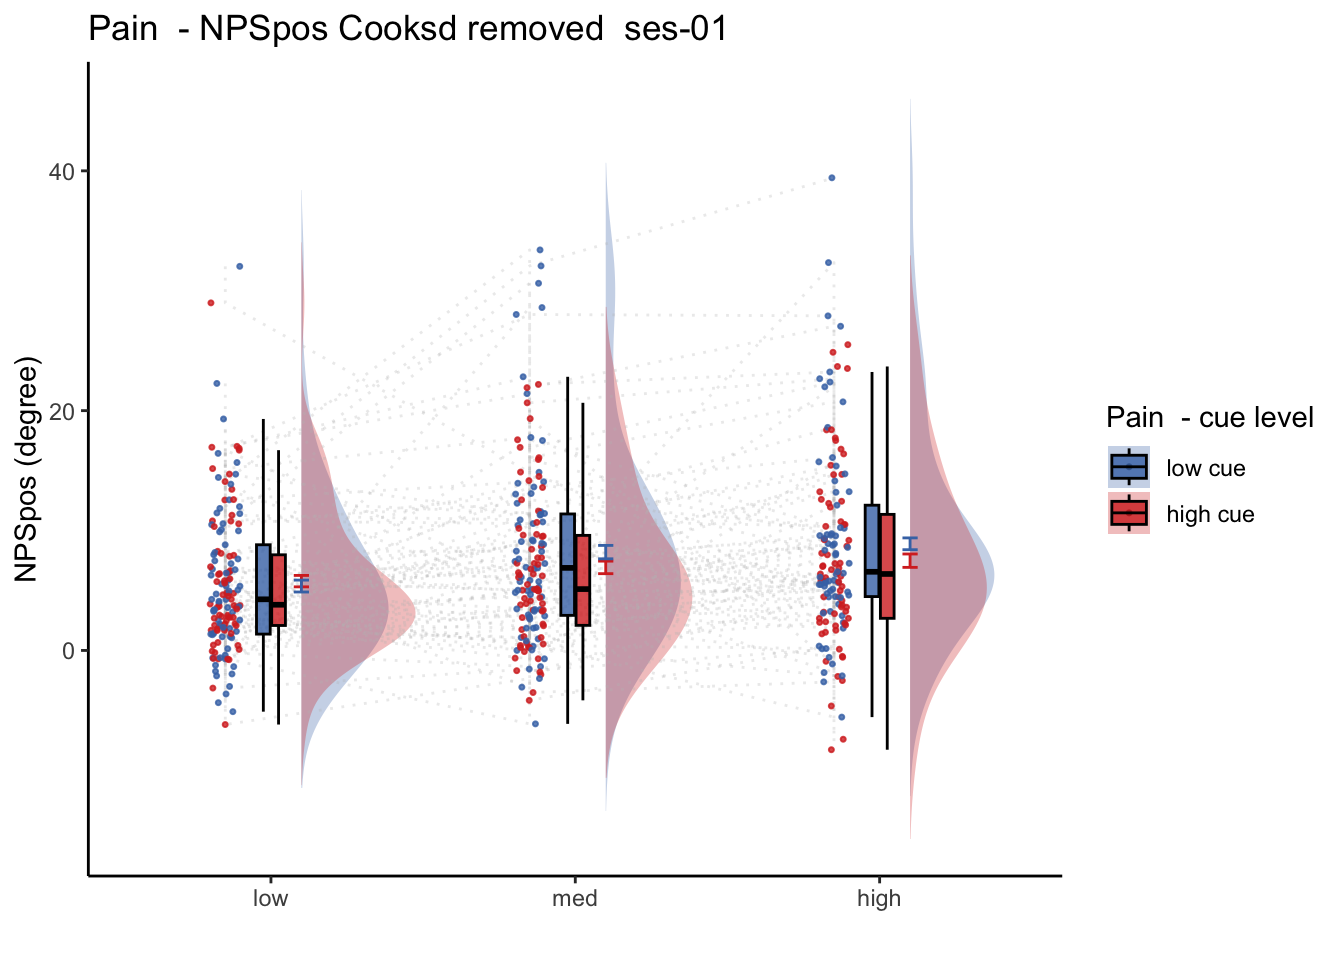 Pain  - NPSpos Cooksd removed  ses-01
NPSpos (degree)
40
20
0
low
med
high
Pain  - cue level
low cue
high cue